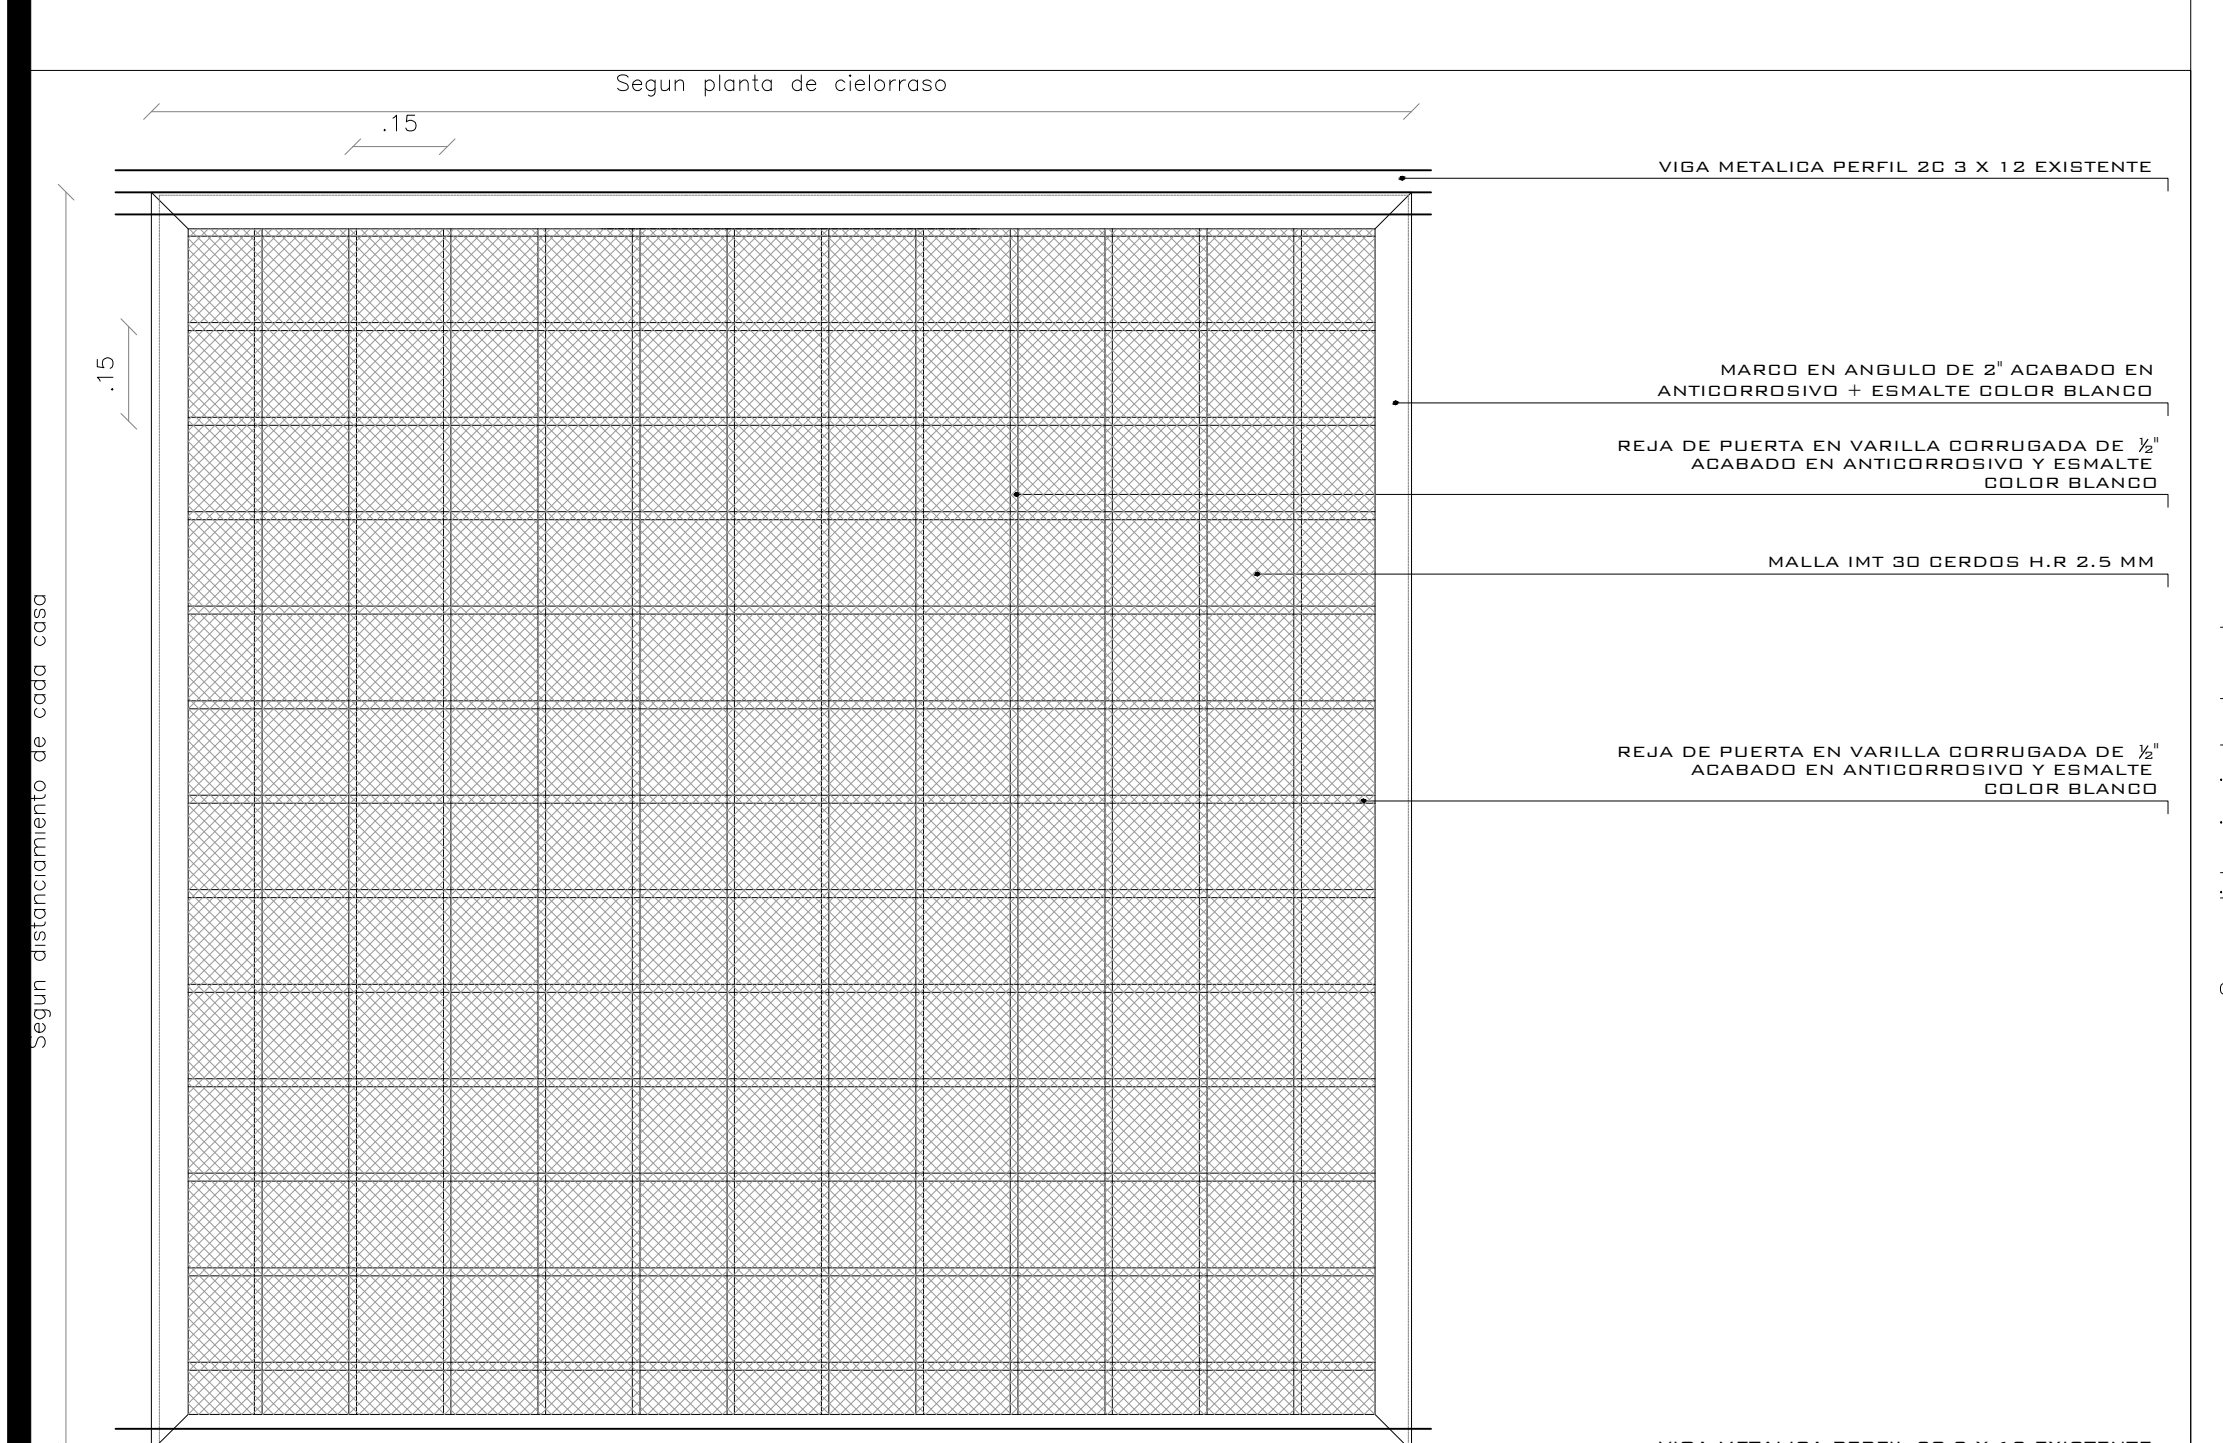 Segun planta de cielorraso
.15
VIGA METALICA PERFIL 2C 3 X 12 EXISTENTE
.15
MARCO EN ANGULO DE 2" ACABADO EN
ANTICORROSIVO + ESMALTE COLOR BLANCO
REJA DE PUERTA EN VARILLA CORRUGADA DE ½"
ACABADO EN ANTICORROSIVO Y ESMALTE
COLOR BLANCO
MALLA IMT 30 CERDOS H.R 2.5 MM
Segun distanciamiento de cada casa
REJA DE PUERTA EN VARILLA CORRUGADA DE ½"
ACABADO EN ANTICORROSIVO Y ESMALTE
COLOR BLANCO